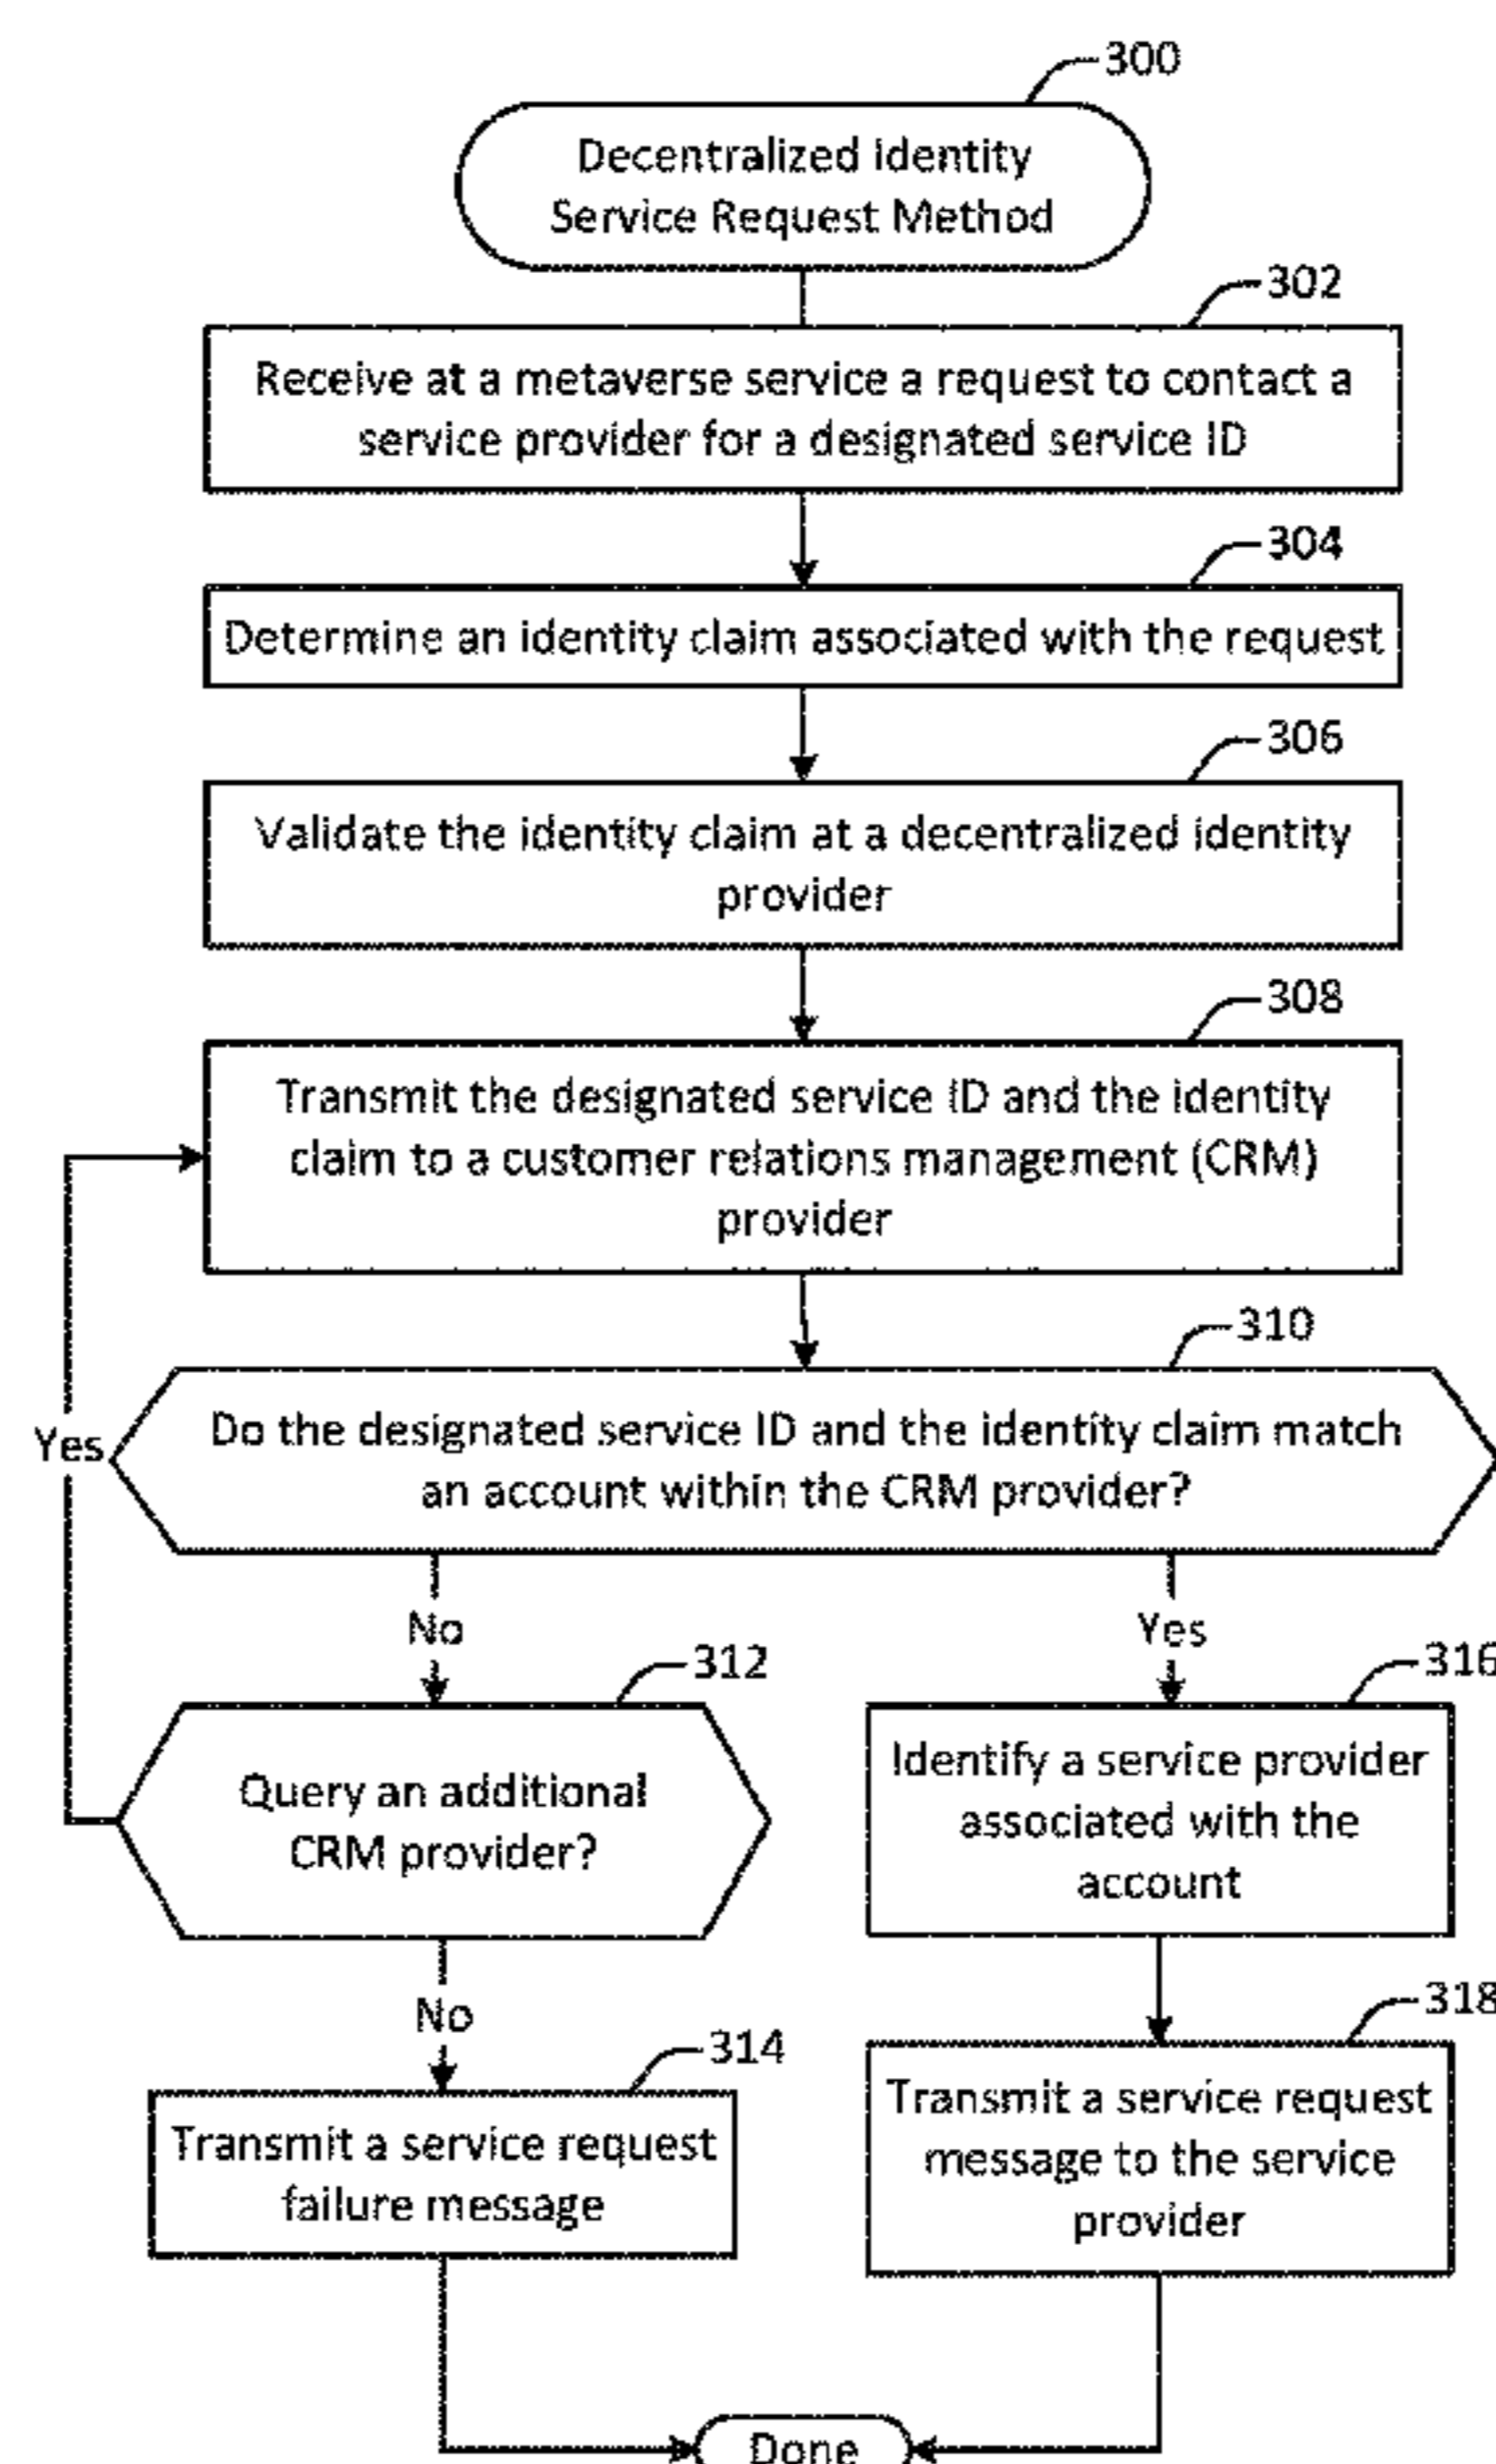 300
Decentralized Identity
Service Request Method
302
Receive at a metaverse service a request to contact a
service provider for a designated service ID
304
Determine an identity claim associated with the request
306
Validate the identity claim at a decentralized identity
provider
308
Transmit the designated service ID and the identity
claim to a customer relations management (CRM)
provider
310
Do the designated service ID and the identity claim match
an account within the CRM provider?
Yes
No
Yes
312
Query an additional
CRM provider?
316
Identify a service provider
associated with the
account
No
314
Transmit a service request
failure message
318
Transmit a service request
message to the service
provider
Done